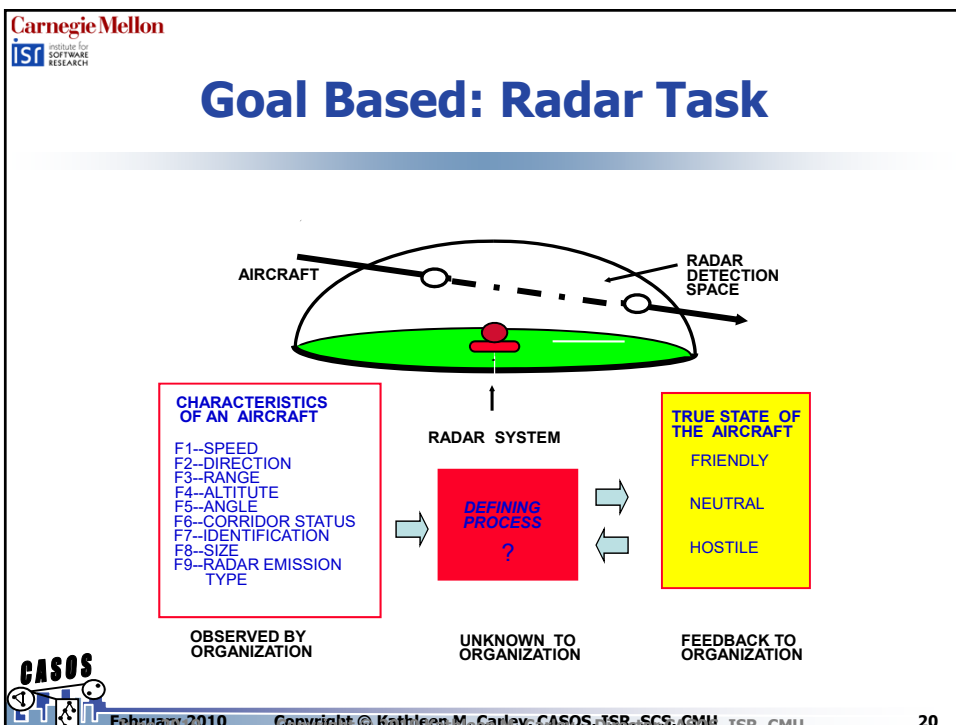 Carnegie Mellon
isr institute for
SOFTWARE
RESEARCH
Goal Based: Radar Task
AIRCRAFT
RADAR
DETECTION
SPACE
RADAR SYSTEM
CHARACTERISTICS
OF AN AIRCRAFT
F1--SPEED
F2--DIRECTION
F3--RANGE
F4--ALTITUTE
F5--ANGLE
F6--CORRIDOR STATUS
F7--IDENTIFICATION
F8--SIZE
F9--RADAR EMISSION
TYPE
DEFINING
PROCESS
?
TRUE STATE OF
THE AIRCRAFT
FRIENDLY
NEUTRAL
HOSTILE
OBSERVED BY
ORGANIZATION
UNKNOWN TO
ORGANIZATION
FEEDBACK TO
ORGANIZATION
CASOS
February 2010 Copyright © Kathleen M. Carley, CASOS, ISR, SCS, CMU 20